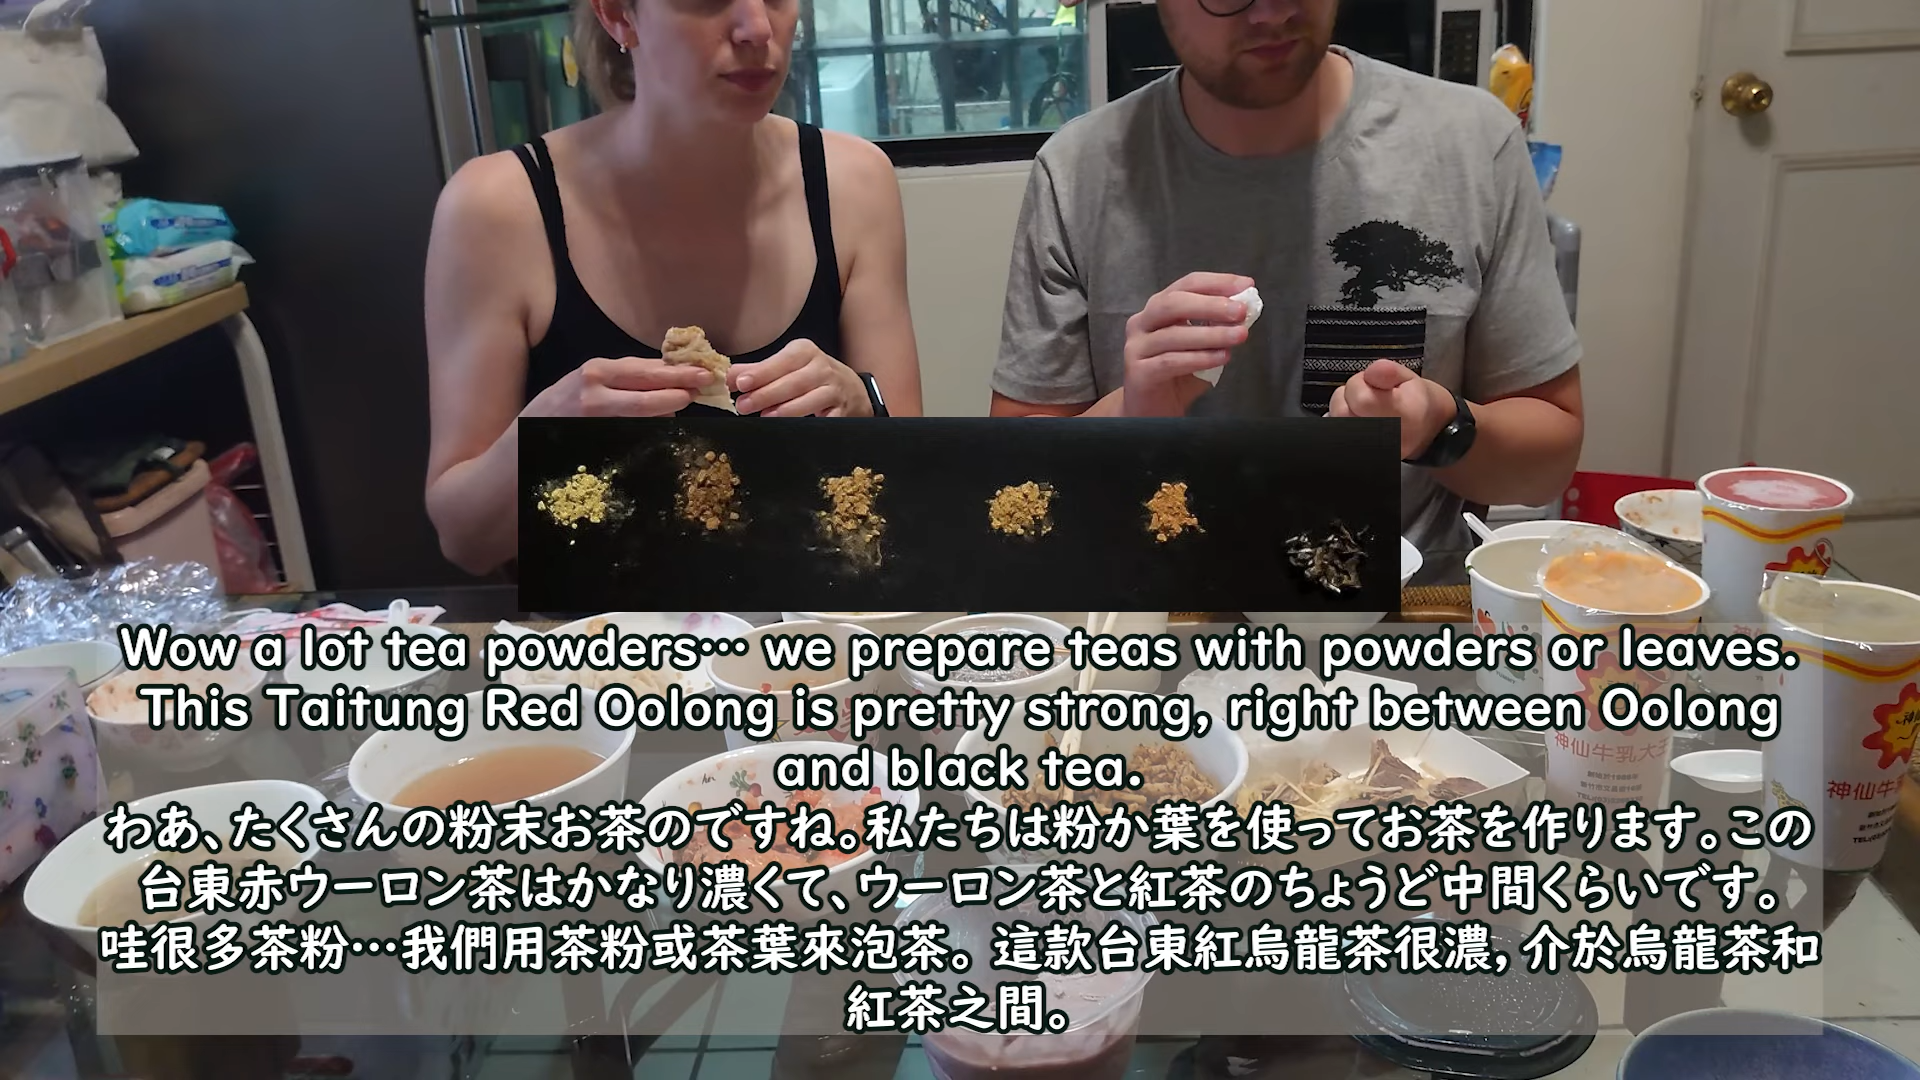 Wow a lot tea powders… we prepare teas with powders or leaves.
This Taitung Red Oolong is pretty strong, right between Oolong
and black tea.
わあ、たくさんの粉末お茶のですね。私たちは粉か葉を使ってお茶を作ります。この
台東赤ウーロン茶はかなり濃くて、ウーロン茶と紅茶のちょうど中間くらいです。
哇很多茶粉…我們用茶粉或茶葉來泡茶。這款台東紅烏龍茶很濃，介於烏龍茶和
紅茶之間。
神仙牛乳大王
神仙牛